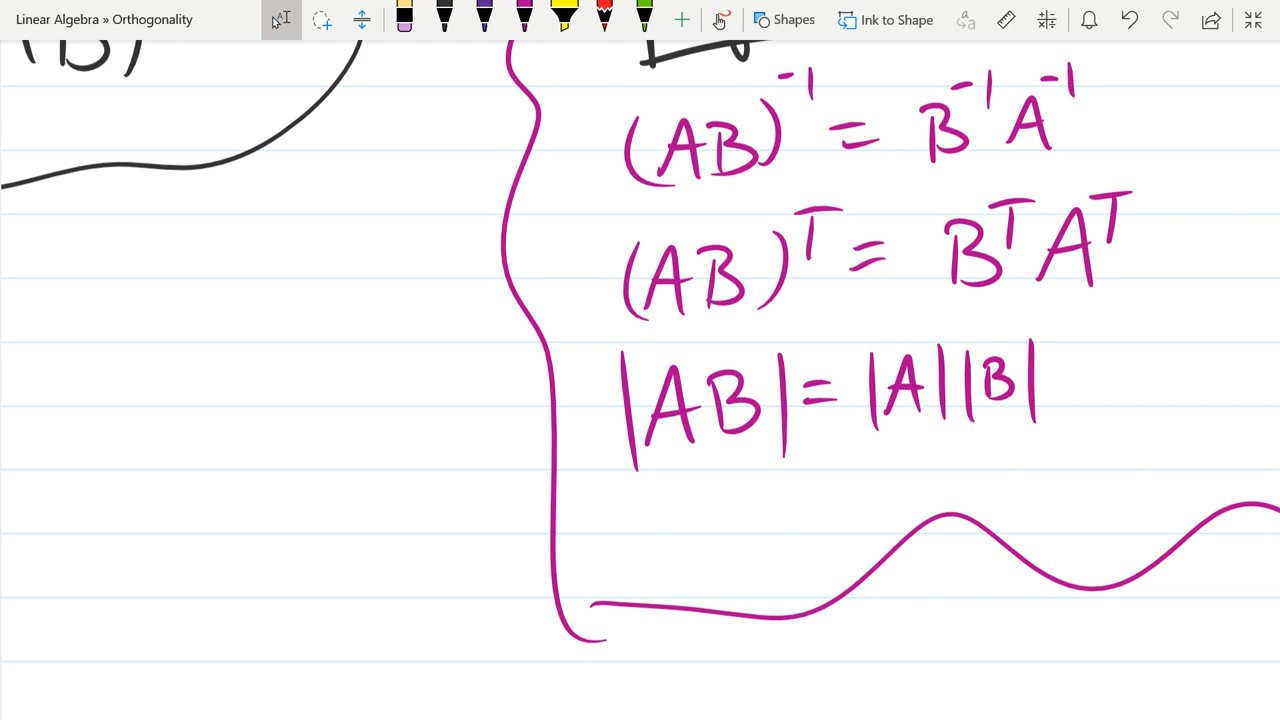 Linear Algebra » Orthogonality
Shapes
Ink to Shape
(B)
(AB)⁻¹ = B⁻¹A⁻¹
(AB)ᵀ = BᵀAᵀ
|AB| = |A||B|